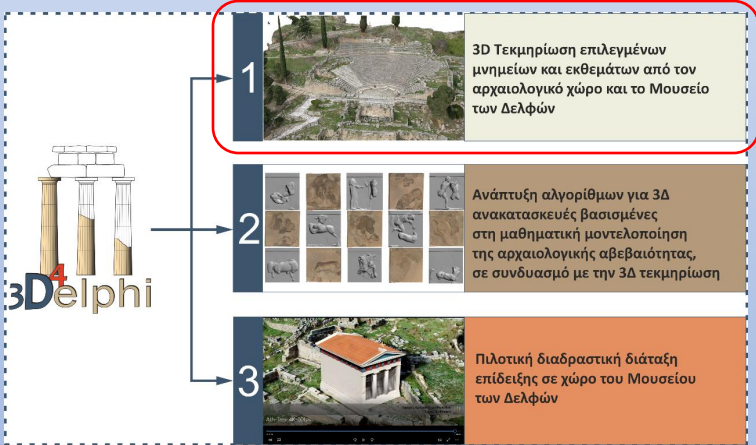 1
3D Τεκμηρίωση επιλεγμένων
μνημείων και εκθεμάτων από τον
αρχαιολογικό χώρο και το Μουσείο
των Δελφών
3D4elphi
2
Ανάπτυξη αλγορίθμων για 3Δ
ανακατασκευές βασισμένες
στη μαθηματική μοντελοποίηση
της αρχαιολογικής αβεβαιότητας,
σε συνδυασμό με την 3Δ τεκμηρίωση
3
Πιλοτική διαδραστική διάταξη
επίδειξης σε χώρο του Μουσείου
των Δελφών